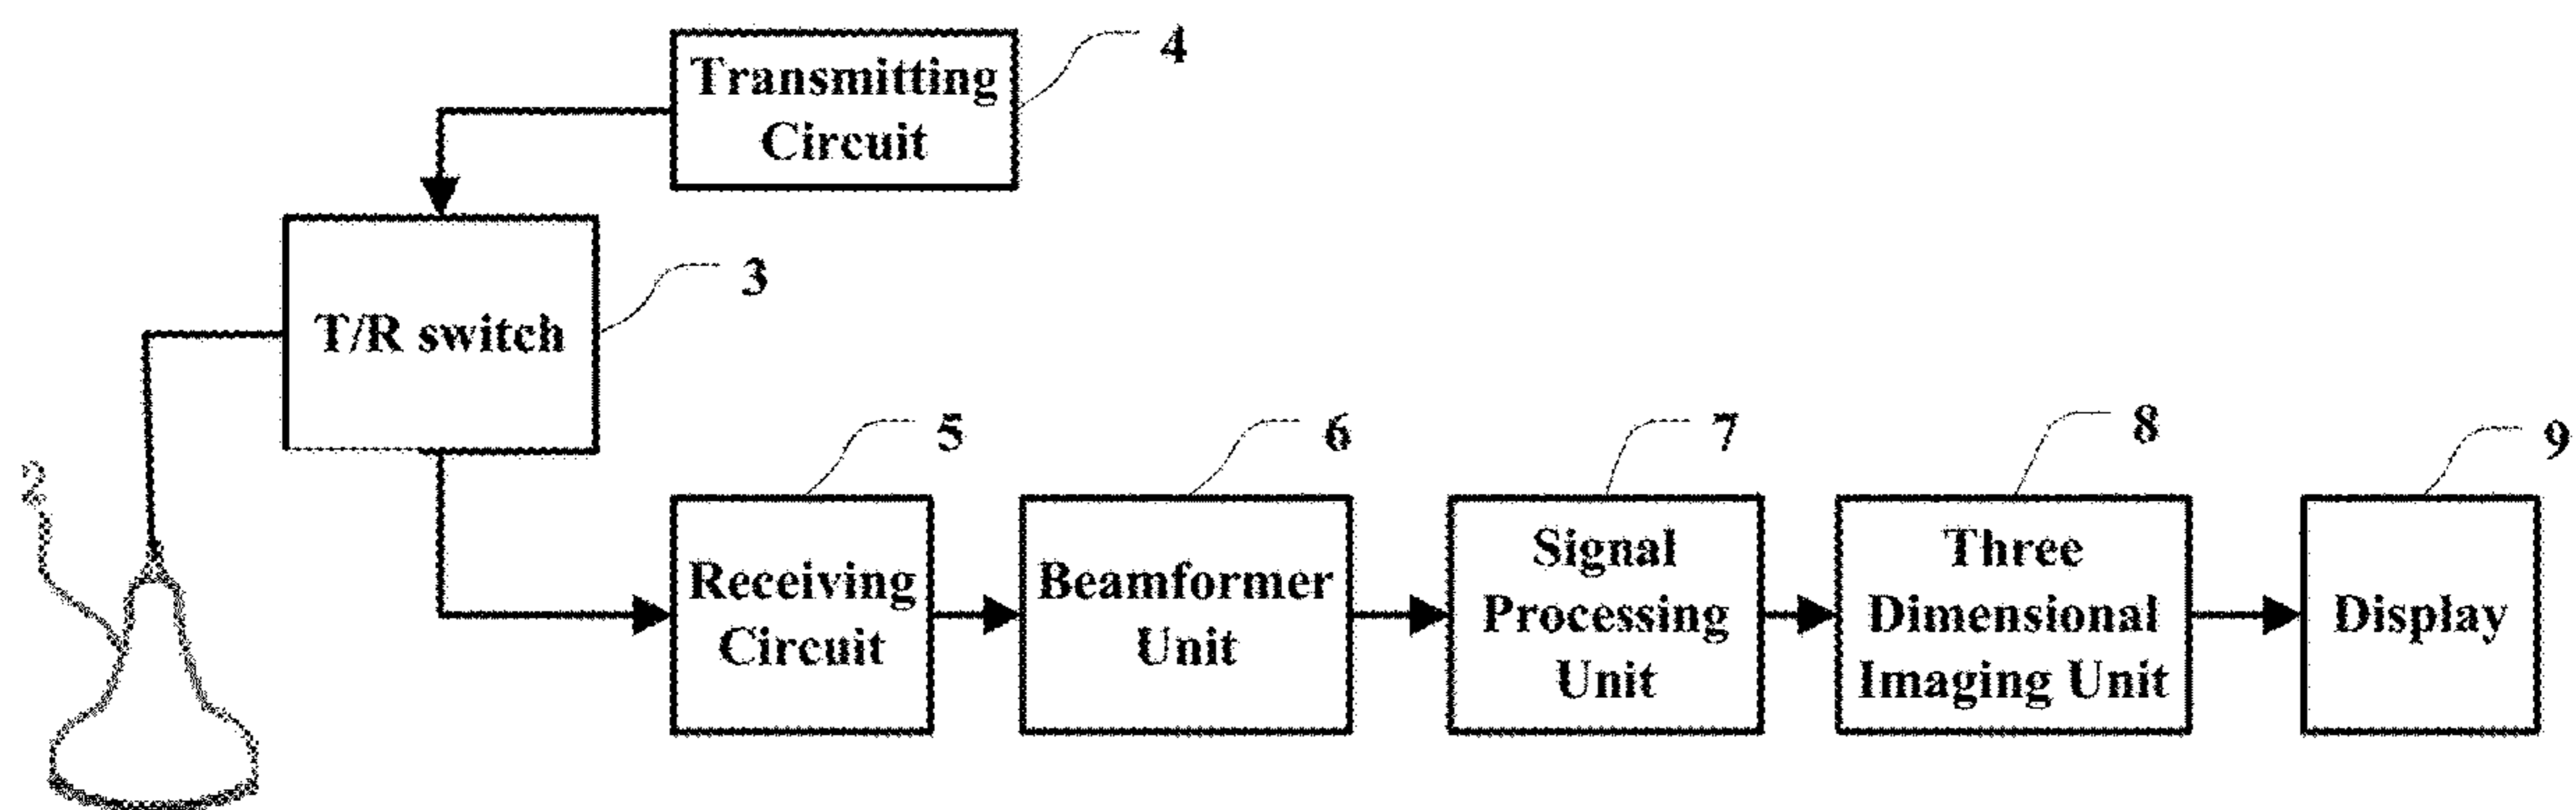 Transmitting
Circuit
4
T/R switch
3
2
Receiving
Circuit
5
Beamformer
Unit
6
Signal
Processing
Unit
7
Three
Dimensional
Imaging Unit
8
Display
9